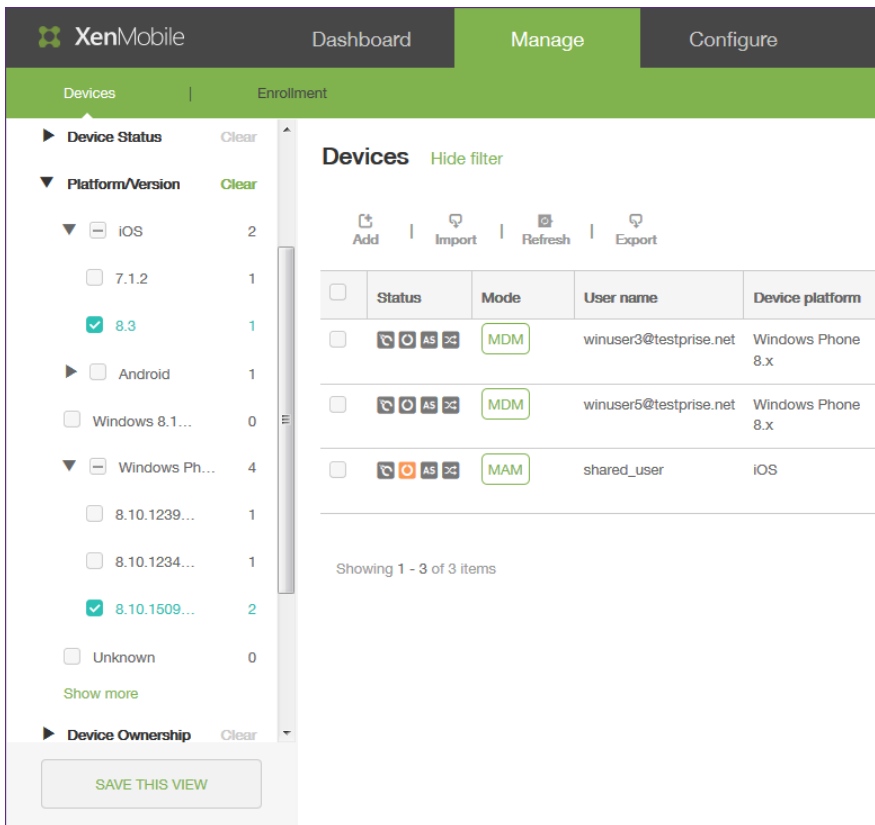 XenMobile Dashboard Manage Configure
Devices | Enrollment
Device Status Clear
Platform/Version Clear
iOS 2
7.1.2 1
8.3 1
Android 1
Windows 8.1... 0
Windows Ph... 4
8.10.1239... 1
8.10.1234... 1
8.10.1509... 2
Unknown 0
Show more
Device Ownership Clear
SAVE THIS VIEW
Devices Hide filter
Add | Import | Refresh | Export
Status Mode User name Device platform
AS MDM winuser3@testprise.net Windows Phone
8.x
AS MDM winuser5@testprise.net Windows Phone
8.x
AS MAM shared_user iOS
Showing 1 - 3 of 3 items